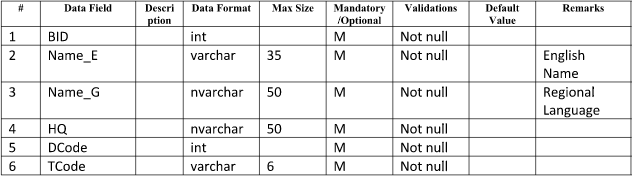 # Data Field Descri ption Data Format Max Size Mandatory /Optional Validations Default Value Remarks
1 BID int M Not null
2 Name_E varchar 35 M Not null English Name
3 Name_G nvarchar 50 M Not null Regional Language
4 HQ nvarchar 50 M Not null
5 DCode int M Not null
6 TCode varchar 6 M Not null